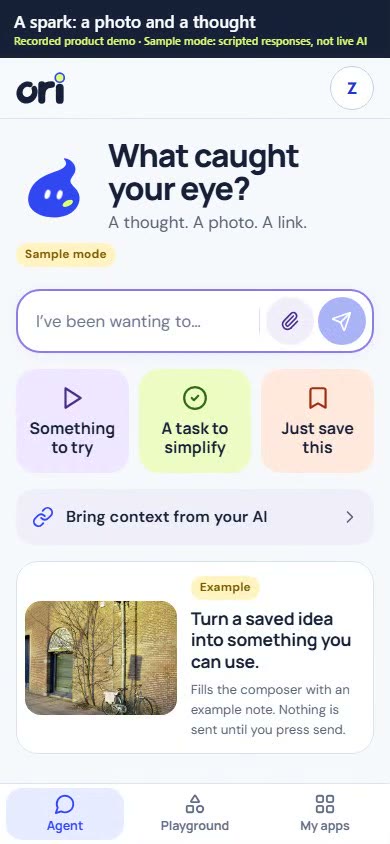 A spark: a photo and a thought
Recorded product demo · Sample mode: scripted responses, not live AI
ori
Z
What caught
your eye?
A thought. A photo. A link.
Sample mode
I've been wanting to...
Something
to try
A task to
simplify
Just save
this
Bring context from your AI
Example
Turn a saved idea
into something you
can use.
Fills the composer with an
example note. Nothing is
sent until you press send.
Agent
Playground
My apps